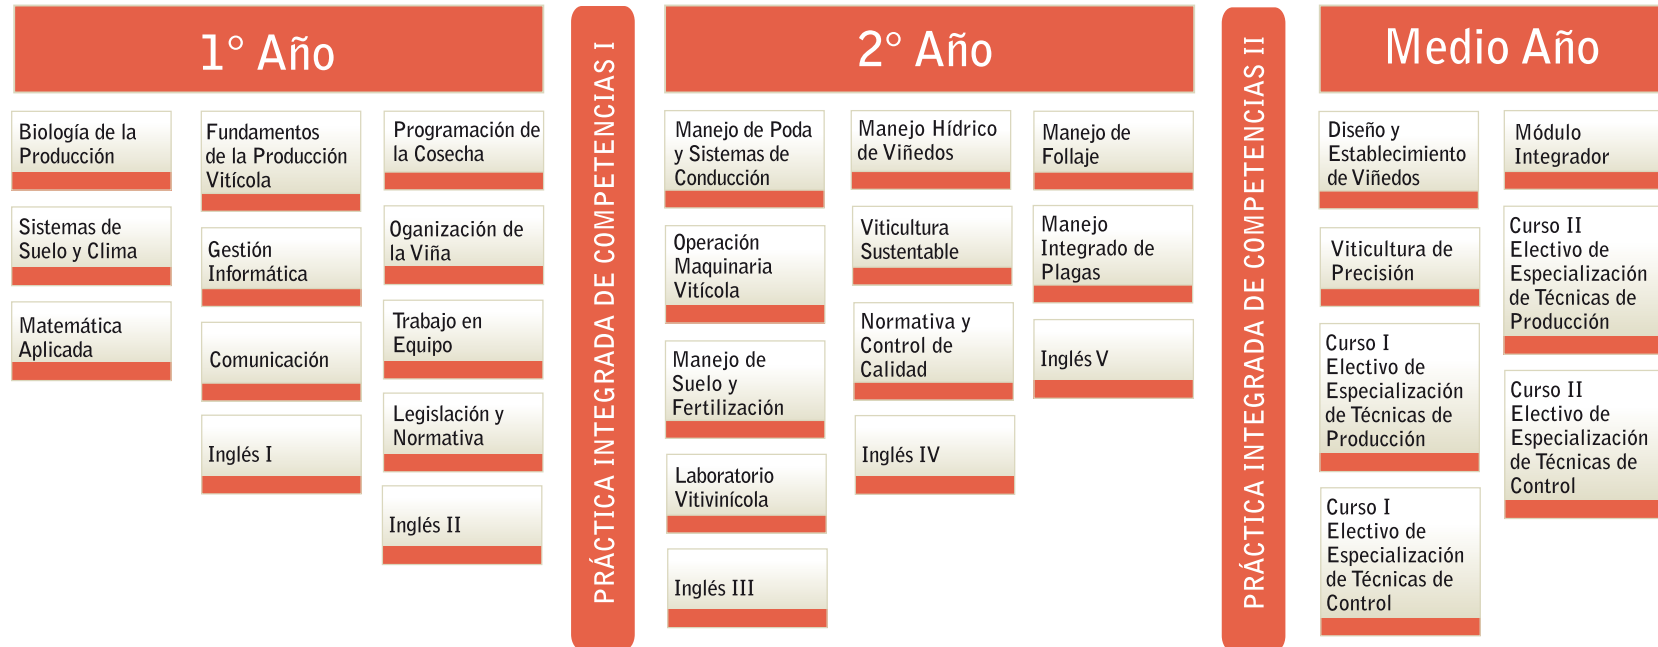 1° Año
Biología de la
Producción
Sistemas de
Suelo y Clima
Matemática
Aplicada
Fundamentos
de la Producción
Vitícola
Gestión
Informática
Comunicación
Inglés I
Programación de
la Cosecha
Oganización de
la Viña
Trabajo en
Equipo
Legislación y
Normativa
Inglés II
PRÁCTICA INTEGRADA DE COMPETENCIAS I
2° Año
Manejo de Poda
y Sistemas de
Conducción
Operación
Maquinaria
Vitícola
Manejo de
Suelo y
Fertilización
Laboratorio
Vitivinícola
Inglés III
Manejo Hídrico
de Viñedos
Viticultura
Sustentable
Normativa y
Control de
Calidad
Inglés IV
Manejo de
Follaje
Manejo
Integrado de
Plagas
Inglés V
PRÁCTICA INTEGRADA DE COMPETENCIAS II
Medio Año
Diseño y
Establecimiento
de Viñedos
Viticultura de
Precisión
Curso I
Electivo de
Especialización
de Técnicas de
Producción
Curso I
Electivo de
Especialización
de Técnicas de
Control
Módulo
Integrador
Curso II
Electivo de
Especialización
de Técnicas de
Producción
Curso II
Electivo de
Especialización
de Técnicas de
Control